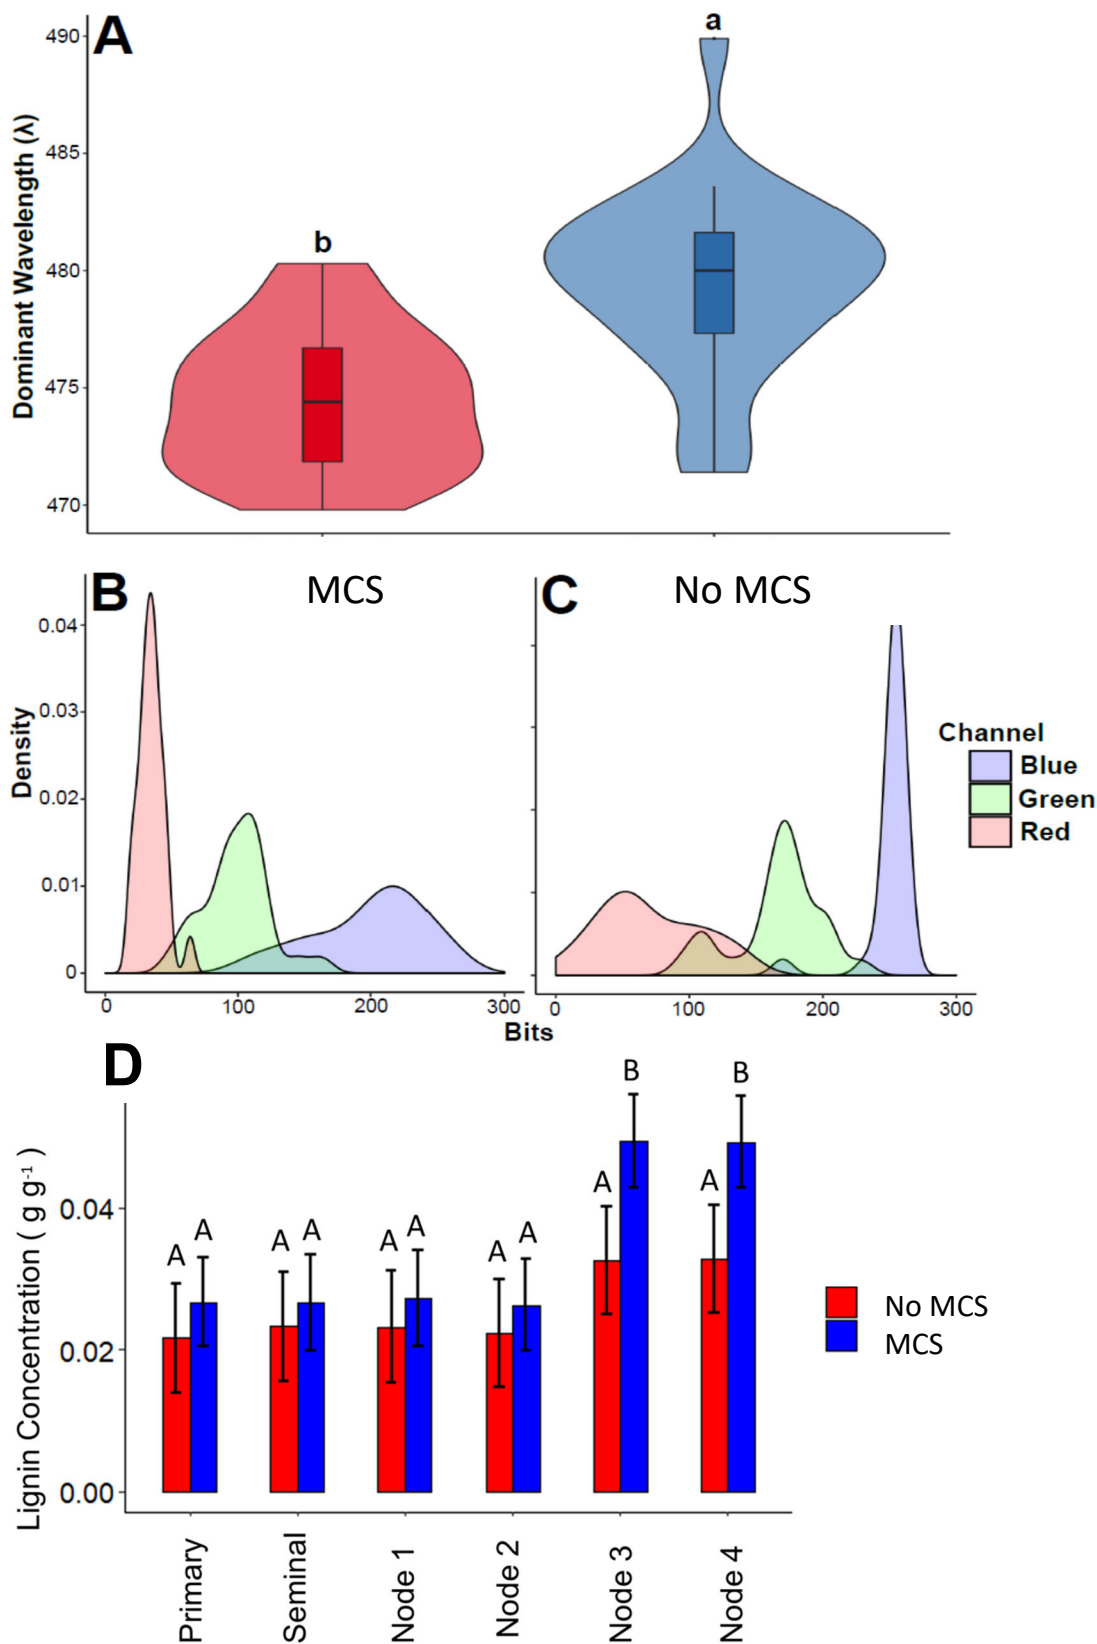 A
a
b
Dominant Wavelength (λ)
490
485
480
475
470
B
MCS
C
No MCS
Density
0.04
0.03
0.02
0.01
0
0
100
200
300
0
100
200
300
Bits
Channel
Blue
Green
Red
D
Lignin Concentration ( g g-1 )
0.04
0.02
0.00
A
A
A
A
A
A
A
A
A
B
A
B
Primary
Seminal
Node 1
Node 2
Node 3
Node 4
No MCS
MCS